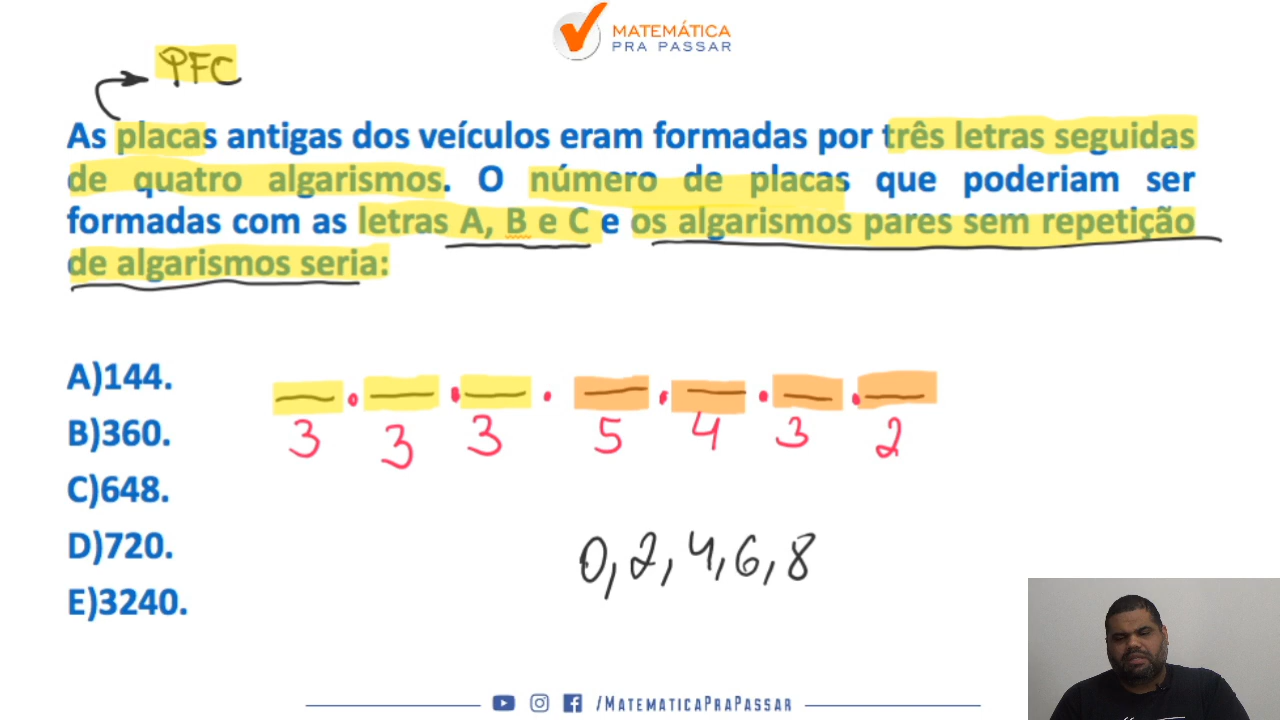 MATEMÁTICA
PRA PASSAR
PFC
As placas antigas dos veículos eram formadas por três letras seguidas
de quatro algarismos. O número de placas que poderiam ser
formadas com as letras A, B e C e os algarismos pares sem repetição
de algarismos seria:
A)144.
B)360.
C)648.
D)720.
E)3240.
3 . 3 . 3 . 5 . 4 . 3 . 2
0, 2, 4, 6, 8
/MatematicaPraPassar